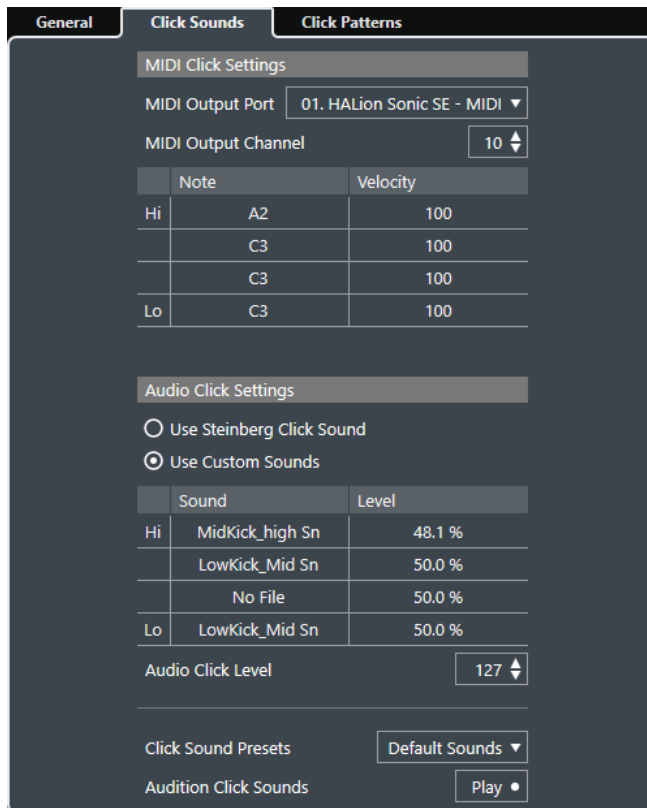 General Click Sounds Click Patterns
MIDI Click Settings
MIDI Output Port 01. HALion Sonic SE - MIDI
MIDI Output Channel 10
Note Velocity
Hi A2 100
C3 100
C3 100
Lo C3 100
Audio Click Settings
Use Steinberg Click Sound
Use Custom Sounds
Sound Level
Hi MidKick_high Sn 48.1 %
LowKick_Mid Sn 50.0 %
No File 50.0 %
Lo LowKick_Mid Sn 50.0 %
Audio Click Level 127
Click Sound Presets Default Sounds
Audition Click Sounds Play